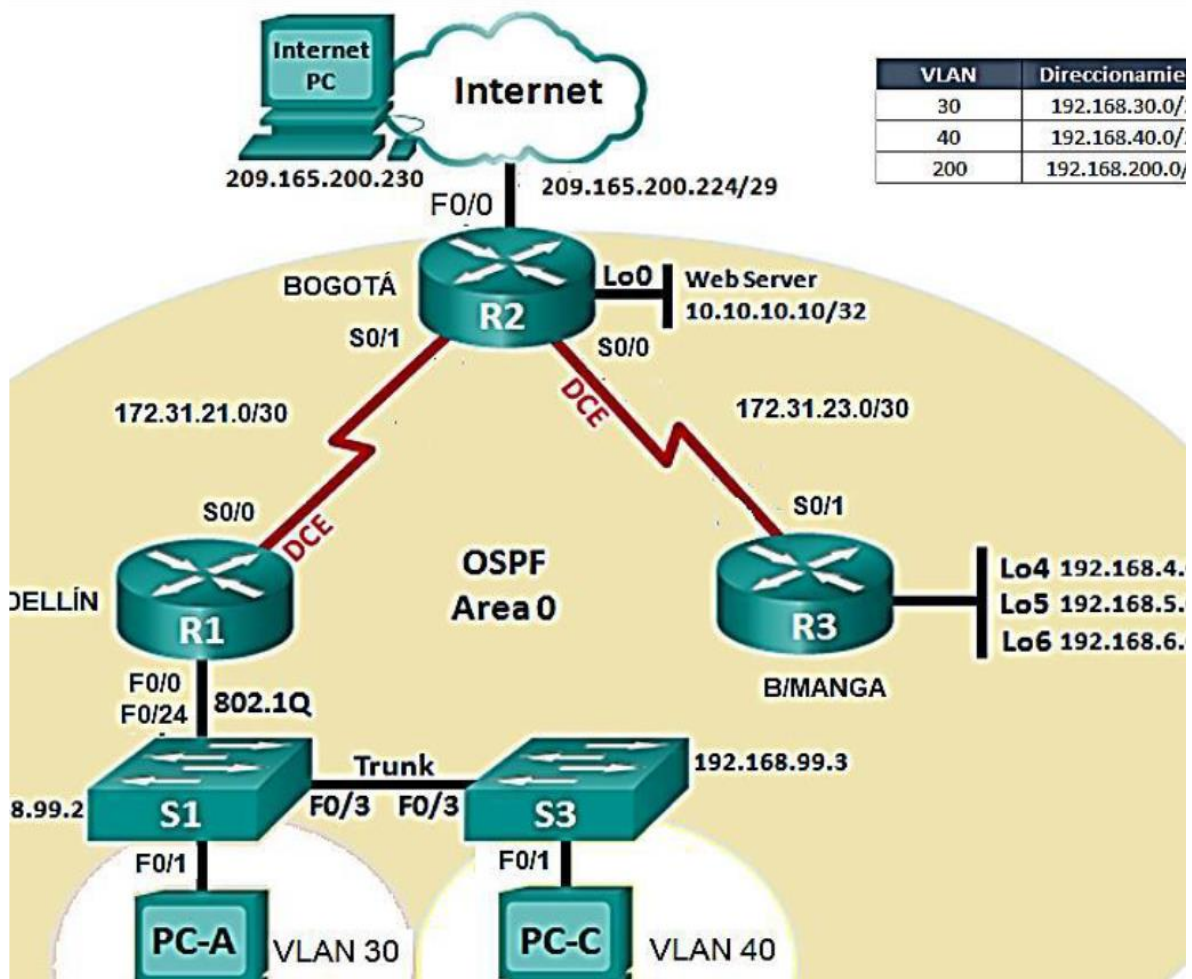 Internet
PC
Internet
VLAN Direccionamie
30 192.168.30.0/
40 192.168.40.0/
200 192.168.200.0/
209.165.200.230
209.165.200.224/29
F0/0
BOGOTÁ
R2
Lo0
Web Server
10.10.10.10/32
S0/1
S0/0
DCE
172.31.21.0/30
172.31.23.0/30
S0/0
DCE
S0/1
OSPF
Area 0
DELLÍN
R1
R3
Lo4 192.168.4.
Lo5 192.168.5.
Lo6 192.168.6.
B/MANGA
F0/0
F0/24
802.1Q
Trunk
192.168.99.3
8.99.2
S1
F0/3
F0/3
S3
F0/1
F0/1
PC-A
VLAN 30
PC-C
VLAN 40